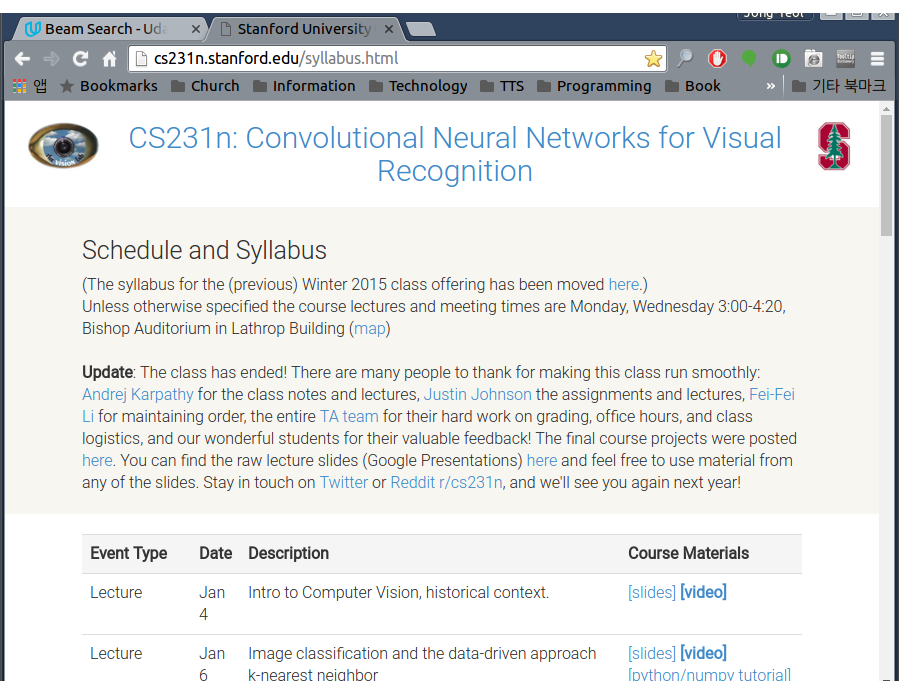 Jong Yeol
Beam Search - Uda
Stanford University
cs231n.stanford.edu/syllabus.html
앱 Bookmarks Church Information Technology TTS Programming Book » 기타 북마크
CS231n: Convolutional Neural Networks for Visual
Recognition
Schedule and Syllabus
(The syllabus for the (previous) Winter 2015 class offering has been moved here.)
Unless otherwise specified the course lectures and meeting times are Monday, Wednesday 3:00-4:20,
Bishop Auditorium in Lathrop Building (map)
Update: The class has ended! There are many people to thank for making this class run smoothly:
Andrej Karpathy for the class notes and lectures, Justin Johnson the assignments and lectures, Fei-Fei
Li for maintaining order, the entire TA team for their hard work on grading, office hours, and class
logistics, and our wonderful students for their valuable feedback! The final course projects were posted
here. You can find the raw lecture slides (Google Presentations) here and feel free to use material from
any of the slides. Stay in touch on Twitter or Reddit r/cs231n, and we'll see you again next year!
Event Type Date Description Course Materials
Lecture Jan Intro to Computer Vision, historical context. [slides] [video]
4
Lecture Jan Image classification and the data-driven approach [slides] [video]
6 k-nearest neighbor [python/numpy tutorial]